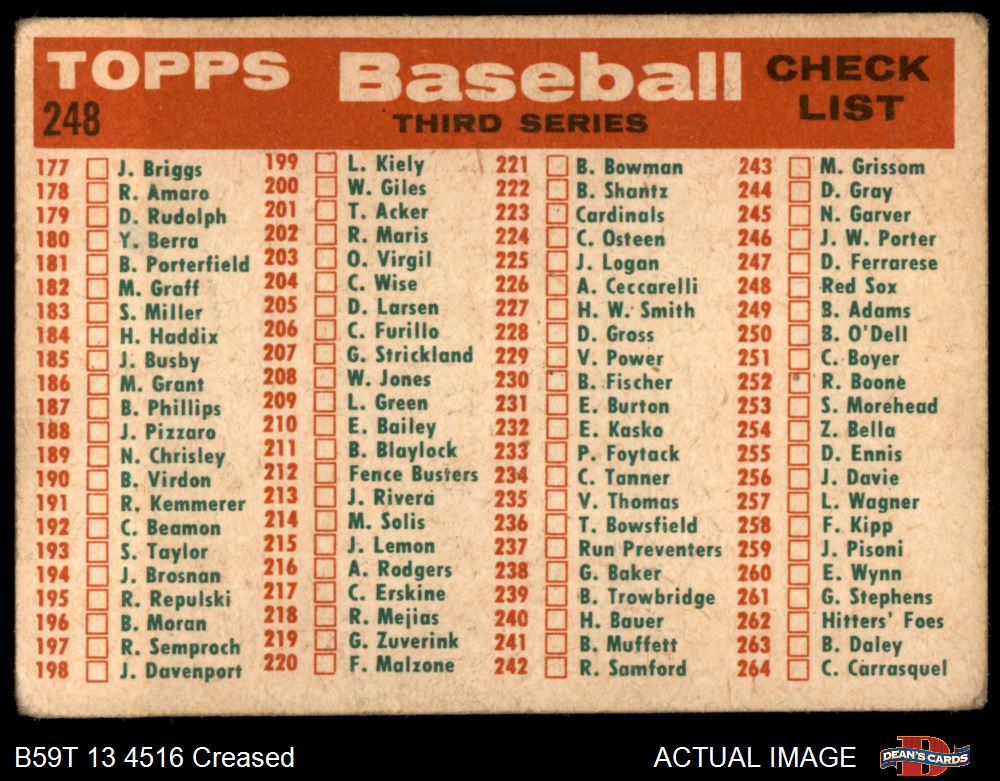 TOPPS Baseball CHECK LIST
248 THIRD SERIES
177 J. Briggs
178 R. Amaro
179 D. Rudolph
180 Y. Berra
181 B. Porterfield
182 M. Graff
183 S. Miller
184 H. Haddix
185 J. Busby
186 M. Grant
187 B. Phillips
188 J. Pizzaro
189 N. Chrisley
190 B. Virdon
191 R. Kemmerer
192 C. Beamon
193 S. Taylor
194 J. Brosnan
195 R. Repulski
196 B. Moran
197 R. Semproch
198 J. Davenport
199 L. Kiely
200 W. Giles
201 T. Acker
202 R. Maris
203 O. Virgil
204 C. Wise
205 D. Larsen
206 C. Furillo
207 G. Strickland
208 W. Jones
209 L. Green
210 E. Bailey
211 B. Blaylock
212 Fence Busters
213 J. Rivera
214 M. Solis
215 J. Lemon
216 A. Rodgers
217 C. Erskine
218 R. Mejias
219 G. Zuverink
220 F. Malzone
221 B. Bowman
222 B. Shantz
223 Cardinals
224 C. Osteen
225 J. Logan
226 A. Ceccarelli
227 H. W. Smith
228 D. Gross
229 V. Power
230 B. Fischer
231 E. Burton
232 E. Kasko
233 P. Foytack
234 C. Tanner
235 V. Thomas
236 T. Bowsfield
237 Run Preventers
238 G. Baker
239 B. Trowbridge
240 H. Bauer
241 B. Muffett
242 R. Samford
243 M. Grissom
244 D. Gray
245 N. Garver
246 J. W. Porter
247 D. Ferrarese
248 Red Sox
249 B. Adams
250 B. O'Dell
251 C. Boyer
252 R. Boone
253 S. Morehead
254 Z. Bella
255 D. Ennis
256 J. Davie
257 L. Wagner
258 F. Kipp
259 J. Pisoni
260 E. Wynn
261 G. Stephens
262 Hitters' Foes
263 B. Daley
264 C. Carrasquel
B59T 13 4516 Creased ACTUAL IMAGE DEAN'S CARDS